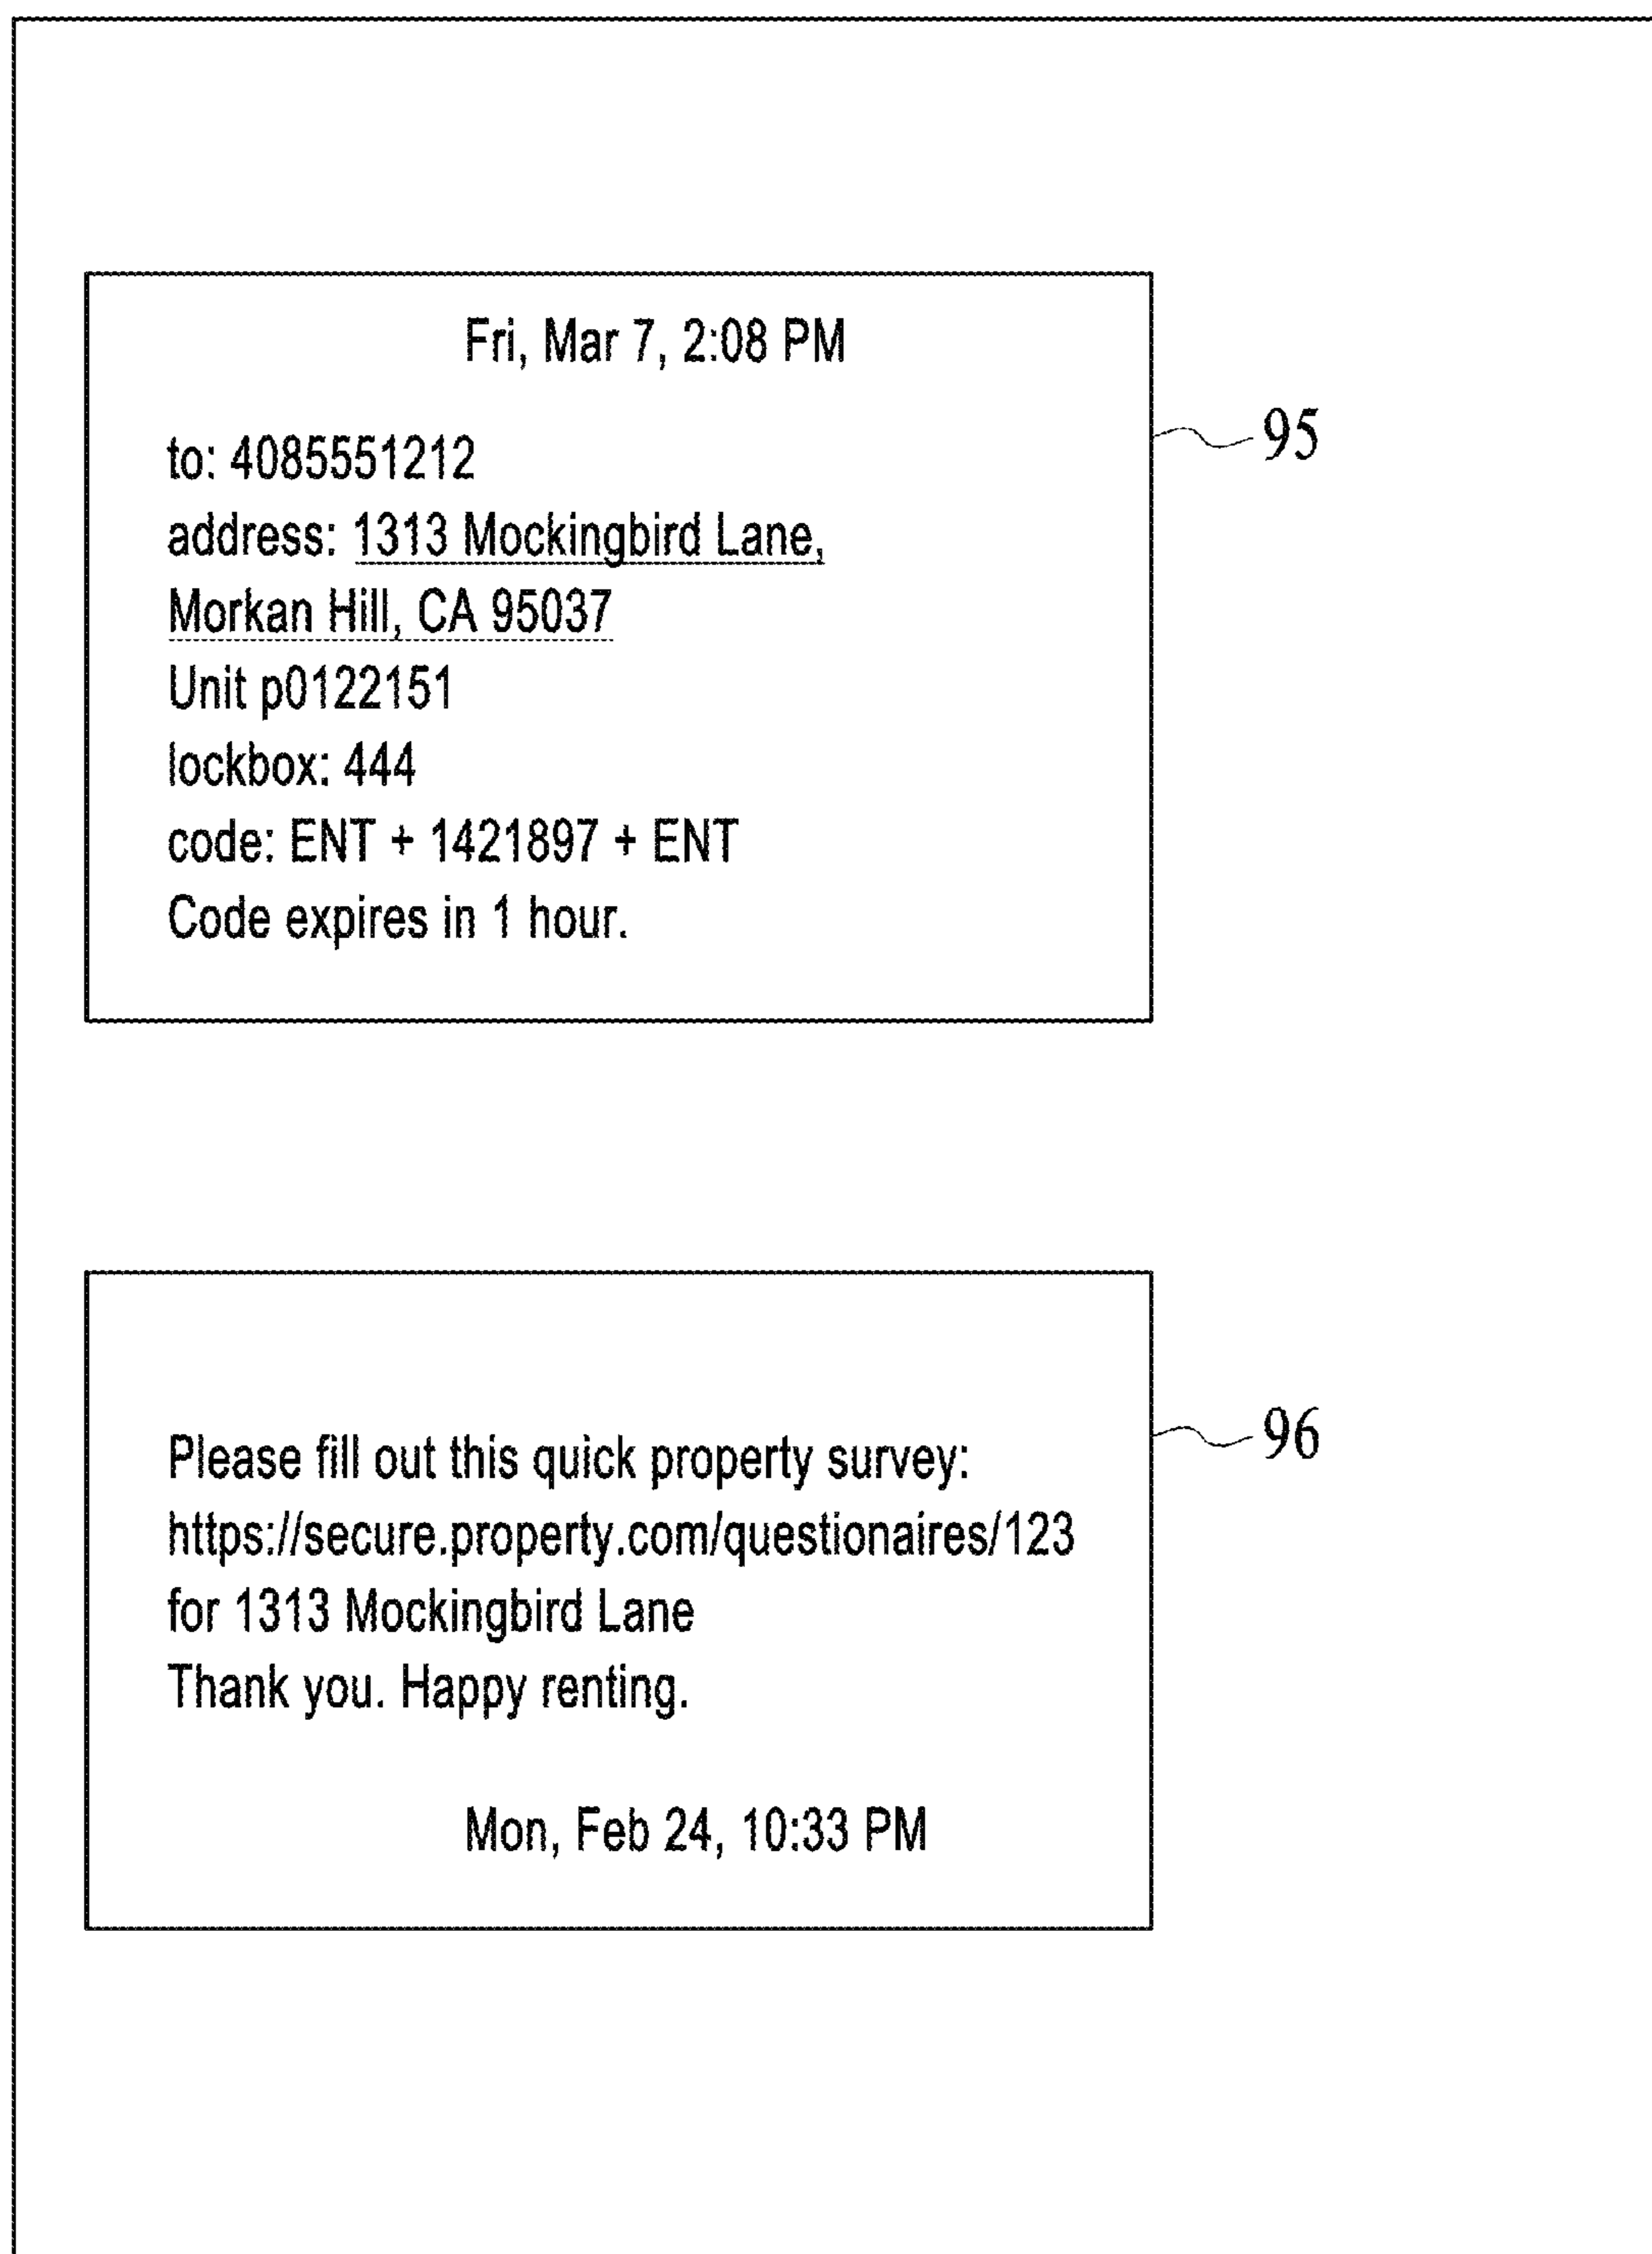 Fri, Mar 7, 2:08 PM
to: 4085551212
address: 1313 Mockingbird Lane,
Morkan Hill, CA 95037
Unit p0122151
lockbox: 444
code: ENT + 1421897 + ENT
Code expires in 1 hour.
95
Please fill out this quick property survey:
https://secure.property.com/questionaires/123
for 1313 Mockingbird Lane
Thank you. Happy renting.
Mon, Feb 24, 10:33 PM
96